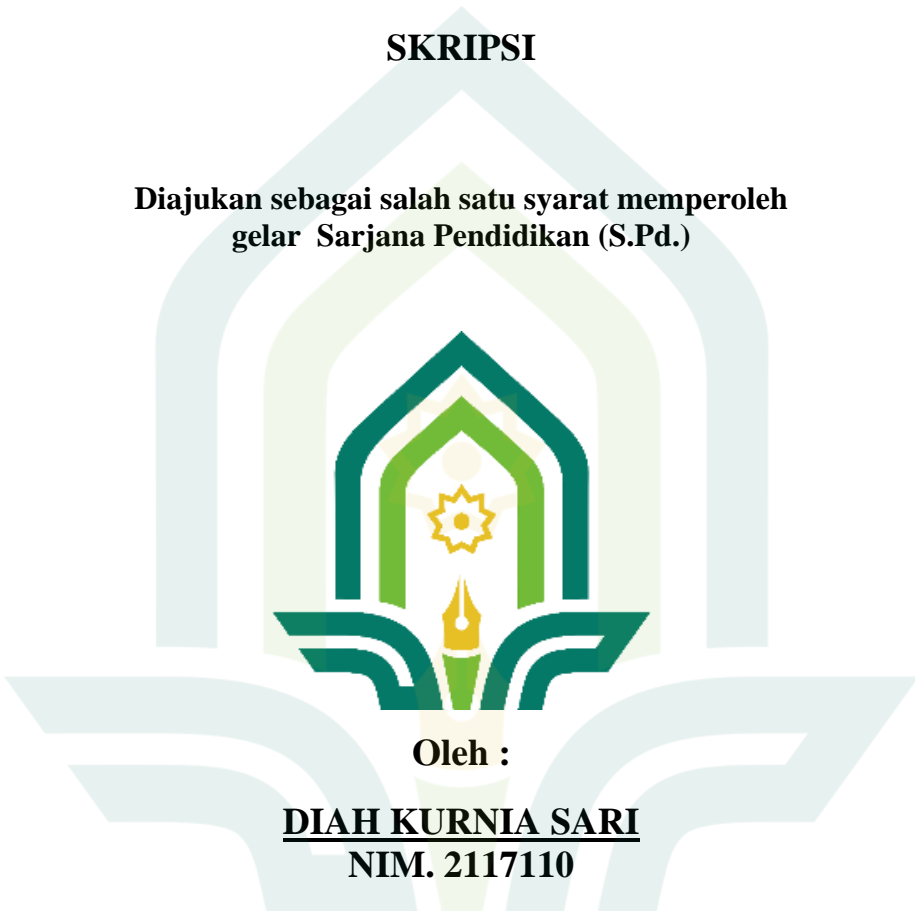 SKRIPSI
Diajukan sebagai salah satu syarat memperoleh
gelar Sarjana Pendidikan (S.Pd.)
Oleh :
DIAH KURNIA SARI
NIM. 2117110